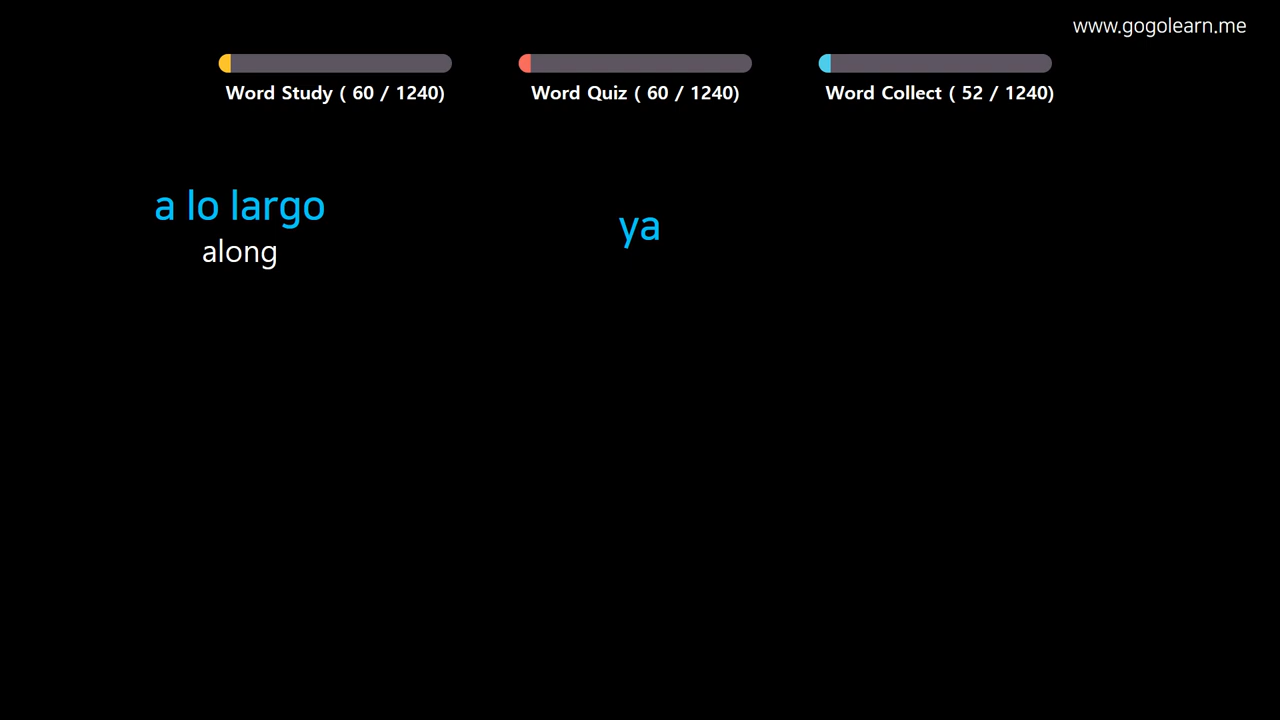 www.gogolearn.me
Word Study ( 60 / 1240)
Word Quiz ( 60 / 1240)
Word Collect ( 52 / 1240)
a lo largo
along
ya